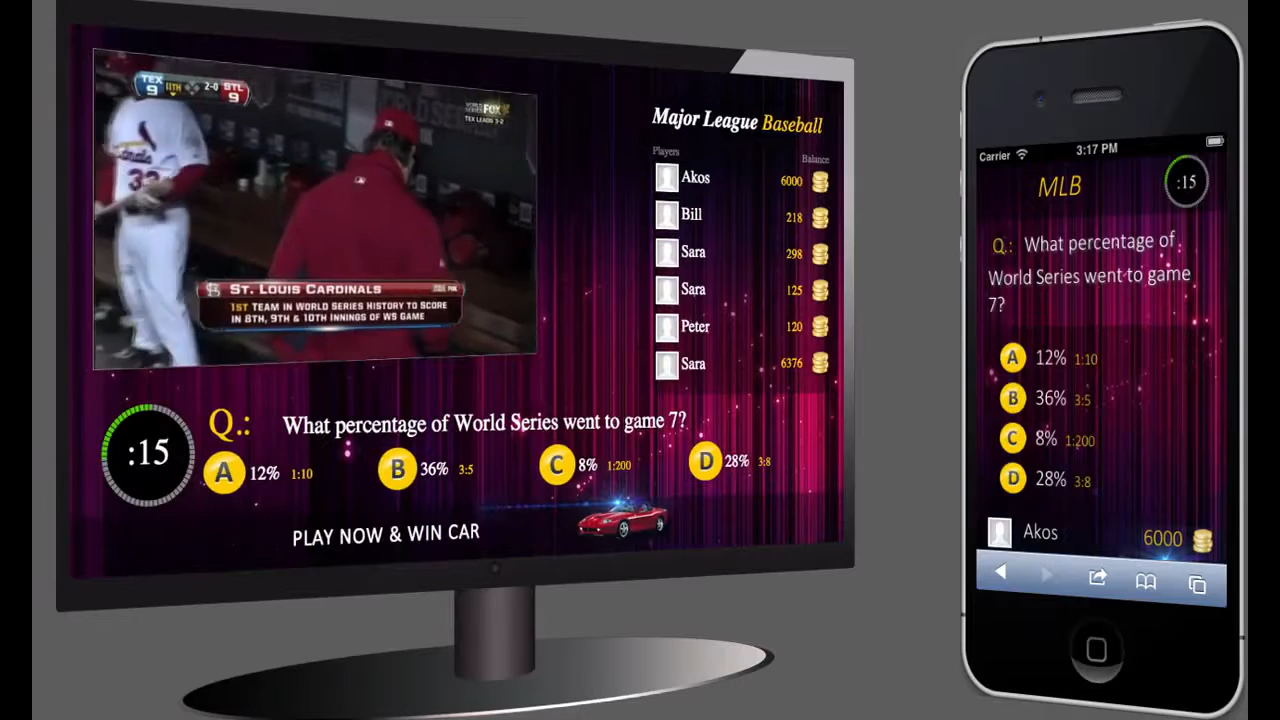 TEX 11TH 2-0 STL
9 9
WORLD SERIES FOX
TEX LEADS 3-2
ST. LOUIS CARDINALS
1ST TEAM IN WORLD SERIES HISTORY TO SCORE
IN 8TH, 9TH & 10TH INNINGS OF WS GAME
Major League Baseball
Players Balance
Akos 6000
Bill 218
Sara 298
Sara 125
Peter 120
Sara 6376
:15
Q.: What percentage of World Series went to game 7?
A 12% 1:10 B 36% 3:5 C 8% 1:200 D 28% 3:8
PLAY NOW & WIN CAR
Carrier 3:17 PM
MLB :15
Q.: What percentage of
World Series went to game
7?
A 12% 1:10
B 36% 3:5
C 8% 1:200
D 28% 3:8
Akos 6000